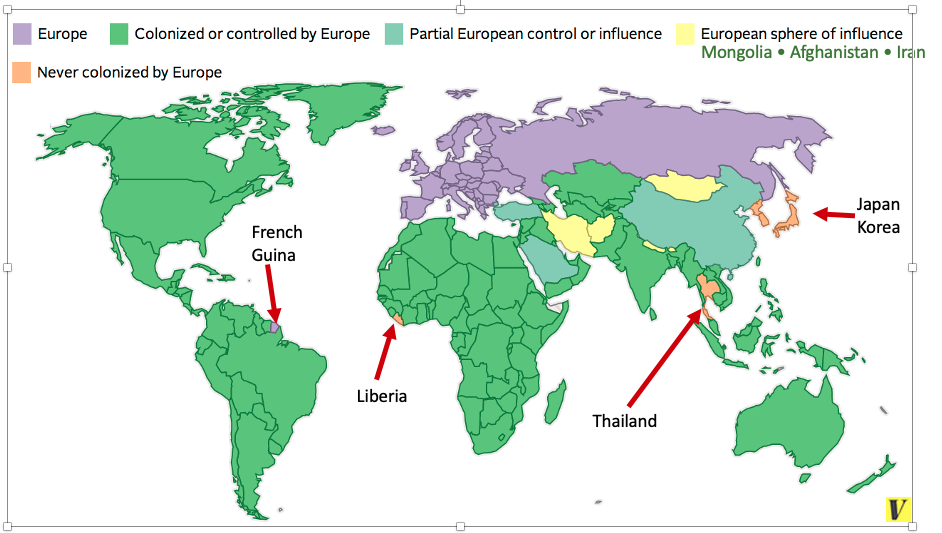 Europe
Colonized or controlled by Europe
Partial European control or influence
European sphere of influence
Mongolia • Afghanistan • Iran
Never colonized by Europe
Japan
Korea
French
Guina
Liberia
Thailand
V